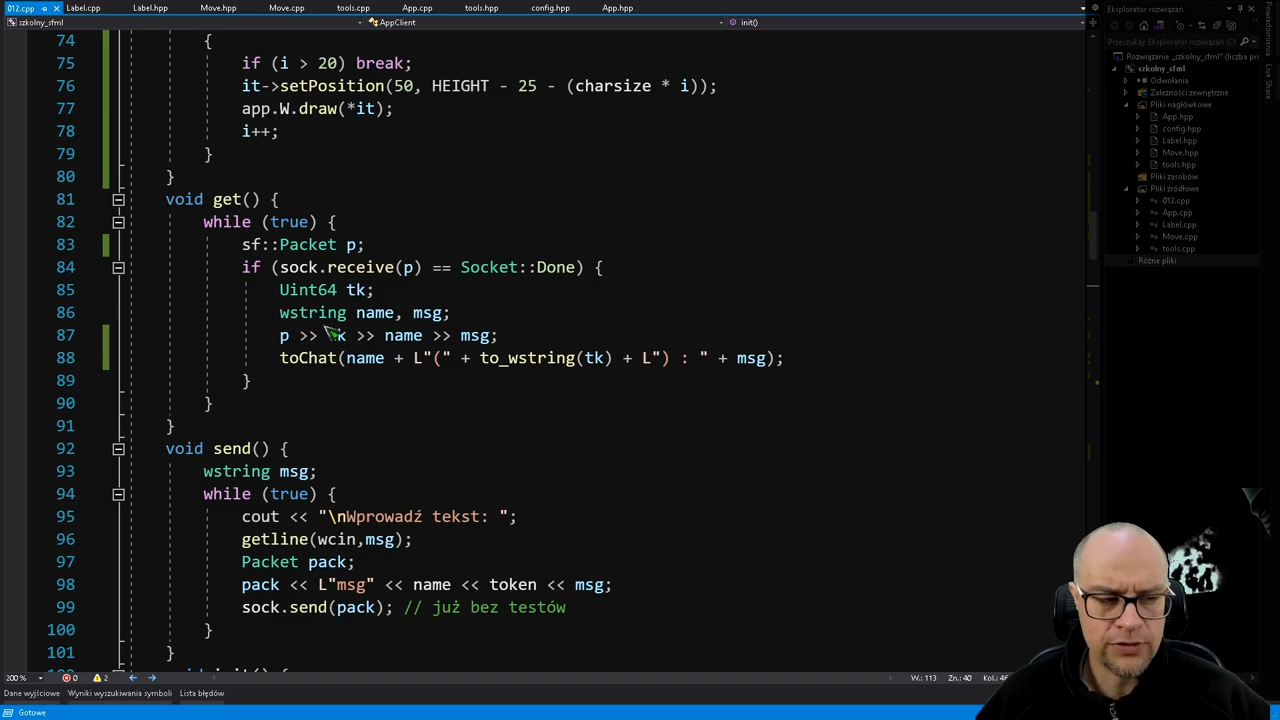 012.cpp Label.cpp Label.hpp Move.hpp Move.cpp tools.cpp App.cpp tools.hpp config.hpp App.hpp
szkolny_sfml AppClient init()
74 {
75 if (i > 20) break;
76 it->setPosition(50, HEIGHT - 25 - (charsize * i));
77 app.W.draw(*it);
78 i++;
79 }
80 }
81 void get() {
82 while (true) {
83 sf::Packet p;
84 if (sock.receive(p) == Socket::Done) {
85 Uint64 tk;
86 wstring name, msg;
87 p >> k >> name >> msg;
88 toChat(name + L"(" + to_wstring(tk) + L") : " + msg);
89 }
90 }
91 }
92 void send() {
93 wstring msg;
94 while (true) {
95 cout << "\nWprowadź tekst: ";
96 getline(wcin,msg);
97 Packet pack;
98 pack << L"msg" << name << token << msg;
99 sock.send(pack); // już bez testów
100 }
101 }
200 % 0 2 W.: 113 Zn.: 40
Dane wyjściowe Wyniki wyszukiwania symboli Lista błędów
Gotowe
Eksplorator rozwiązań
Przeszukaj: Eksplorator rozwiązań (
Rozwiązanie „szkolny_sfml" (liczba pr
szkolny_sfml
Odwołania
Zależności zewnętrzne
Pliki nagłówkowe
App.hpp
config.hpp
Label.hpp
Move.hpp
tools.hpp
Pliki zasobów
Pliki źródłowe
012.cpp
App.cpp
Label.cpp
Move.cpp
tools.cpp
Różne pliki
Powiadomienia
Live Share